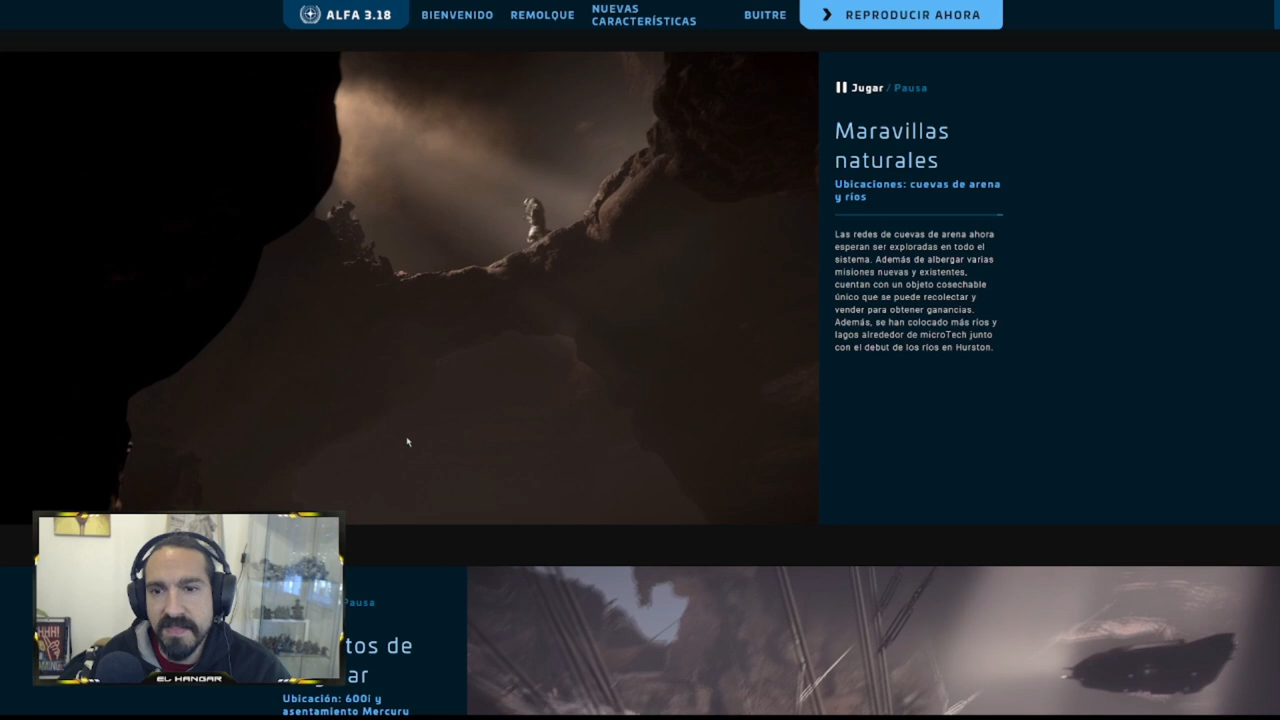 ALFA 3.18
BIENVENIDO
REMOLQUE
NUEVAS
CARACTERÍSTICAS
BUITRE
REPRODUCIR AHORA
Jugar / Pausa
Maravillas
naturales
Ubicaciones: cuevas de arena
y ríos
Las redes de cuevas de arena ahora
esperan ser exploradas en todo el
sistema. Además de albergar varias
misiones nuevas y existentes,
cuentan con un objeto cosechable
único que se puede recolectar y
vender para obtener ganancias.
Además, se han colocado más ríos y
lagos alrededor de microTech junto
con el debut de los ríos en Hurston.
Pausa
tos de
ar
Ubicación: 600i y
asentamiento Mercury
EL HANGAR